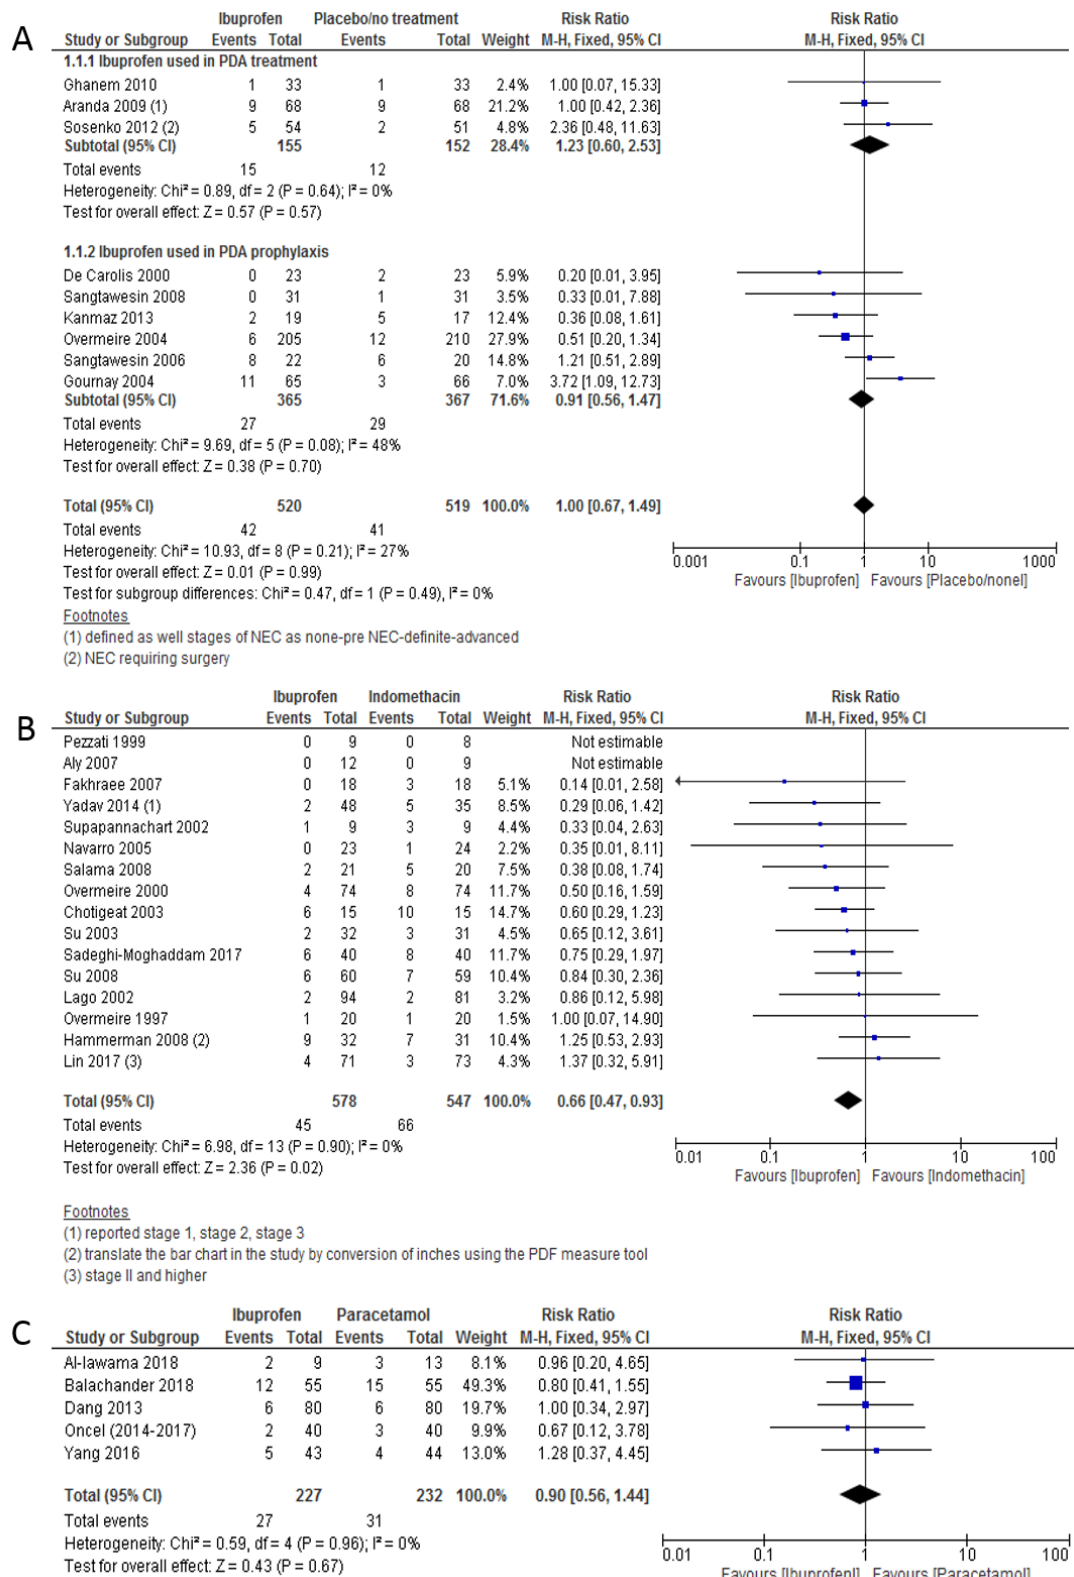 A
Ibuprofen Placebo/no treatment Risk Ratio Risk Ratio
Study or Subgroup Events Total Events Total Weight M-H, Fixed, 95% CI M-H, Fixed, 95% CI
1.1.1 Ibuprofen used in PDA treatment
Ghanem 2010 1 33 1 33 2.4% 1.00 [0.07, 15.33]
Aranda 2009 (1) 9 68 9 68 21.2% 1.00 [0.42, 2.36]
Sosenko 2012 (2) 5 54 2 51 4.8% 2.36 [0.48, 11.63]
Subtotal (95% CI) 155 152 28.4% 1.23 [0.60, 2.53]
Total events 15 12
Heterogeneity: Chi² = 0.89, df = 2 (P = 0.64); I² = 0%
Test for overall effect: Z = 0.57 (P = 0.57)
1.1.2 Ibuprofen used in PDA prophylaxis
De Carolis 2000 0 23 2 23 5.9% 0.20 [0.01, 3.95]
Sangtawesin 2008 0 31 1 31 3.5% 0.33 [0.01, 7.88]
Kanmaz 2013 2 19 5 17 12.4% 0.36 [0.08, 1.61]
Overmeire 2004 6 205 12 210 27.9% 0.51 [0.20, 1.34]
Sangtawesin 2006 8 22 6 20 14.8% 1.21 [0.51, 2.89]
Gournay 2004 11 65 3 66 7.0% 3.72 [1.09, 12.73]
Subtotal (95% CI) 365 367 71.6% 0.91 [0.56, 1.47]
Total events 27 29
Heterogeneity: Chi² = 9.69, df = 5 (P = 0.08); I² = 48%
Test for overall effect: Z = 0.38 (P = 0.70)
Total (95% CI) 520 519 100.0% 1.00 [0.67, 1.49]
Total events 42 41
Heterogeneity: Chi² = 10.93, df = 8 (P = 0.21); I² = 27%
Test for overall effect: Z = 0.01 (P = 0.99)
Test for subgroup differences: Chi² = 0.47, df = 1 (P = 0.49), I² = 0%
0.001 0.1 1 10 1000
Favours [Ibuprofen] Favours [Placebo/nonel]
Footnotes
(1) defined as well stages of NEC as none-pre NEC-definite-advanced
(2) NEC requiring surgery
B
Ibuprofen Indomethacin Risk Ratio Risk Ratio
Study or Subgroup Events Total Events Total Weight M-H, Fixed, 95% CI M-H, Fixed, 95% CI
Pezzati 1999 0 9 0 8 Not estimable
Aly 2007 0 12 0 9 Not estimable
Fakhraee 2007 0 18 3 18 5.1% 0.14 [0.01, 2.58]
Yadav 2014 (1) 2 48 5 35 8.5% 0.29 [0.06, 1.42]
Supapannachart 2002 1 9 3 9 4.4% 0.33 [0.04, 2.63]
Navarro 2005 0 23 1 24 2.2% 0.35 [0.01, 8.11]
Salama 2008 2 21 5 20 7.5% 0.38 [0.08, 1.74]
Overmeire 2000 4 74 8 74 11.7% 0.50 [0.16, 1.59]
Chotigeat 2003 6 15 10 15 14.7% 0.60 [0.29, 1.23]
Su 2003 2 32 3 31 4.5% 0.65 [0.12, 3.61]
Sadeghi-Moghaddam 2017 6 40 8 40 11.7% 0.75 [0.29, 1.97]
Su 2008 6 60 7 59 10.4% 0.84 [0.30, 2.36]
Lago 2002 2 94 2 81 3.2% 0.86 [0.12, 5.98]
Overmeire 1997 1 20 1 20 1.5% 1.00 [0.07, 14.90]
Hammerman 2008 (2) 9 32 7 31 10.4% 1.25 [0.53, 2.93]
Lin 2017 (3) 4 71 3 73 4.3% 1.37 [0.32, 5.91]
Total (95% CI) 578 547 100.0% 0.66 [0.47, 0.93]
Total events 45 66
Heterogeneity: Chi² = 6.98, df = 13 (P = 0.90); I² = 0%
Test for overall effect: Z = 2.36 (P = 0.02)
0.01 0.1 1 10 100
Favours [Ibuprofen] Favours [Indomethacin]
Footnotes
(1) reported stage 1, stage 2, stage 3
(2) translate the bar chart in the study by conversion of inches using the PDF measure tool
(3) stage II and higher
C
Ibuprofen Paracetamol Risk Ratio Risk Ratio
Study or Subgroup Events Total Events Total Weight M-H, Fixed, 95% CI M-H, Fixed, 95% CI
Al-lawama 2018 2 9 3 13 8.1% 0.96 [0.20, 4.65]
Balachander 2018 12 55 15 55 49.3% 0.80 [0.41, 1.55]
Dang 2013 6 80 6 80 19.7% 1.00 [0.34, 2.97]
Oncel (2014-2017) 2 40 3 40 9.9% 0.67 [0.12, 3.78]
Yang 2016 5 43 4 44 13.0% 1.28 [0.37, 4.45]
Total (95% CI) 227 232 100.0% 0.90 [0.56, 1.44]
Total events 27 31
Heterogeneity: Chi² = 0.59, df = 4 (P = 0.96); I² = 0%
Test for overall effect: Z = 0.43 (P = 0.67)
0.01 0.1 1 10 100
Favours [Ibuprofen] Favours [Paracetamol]